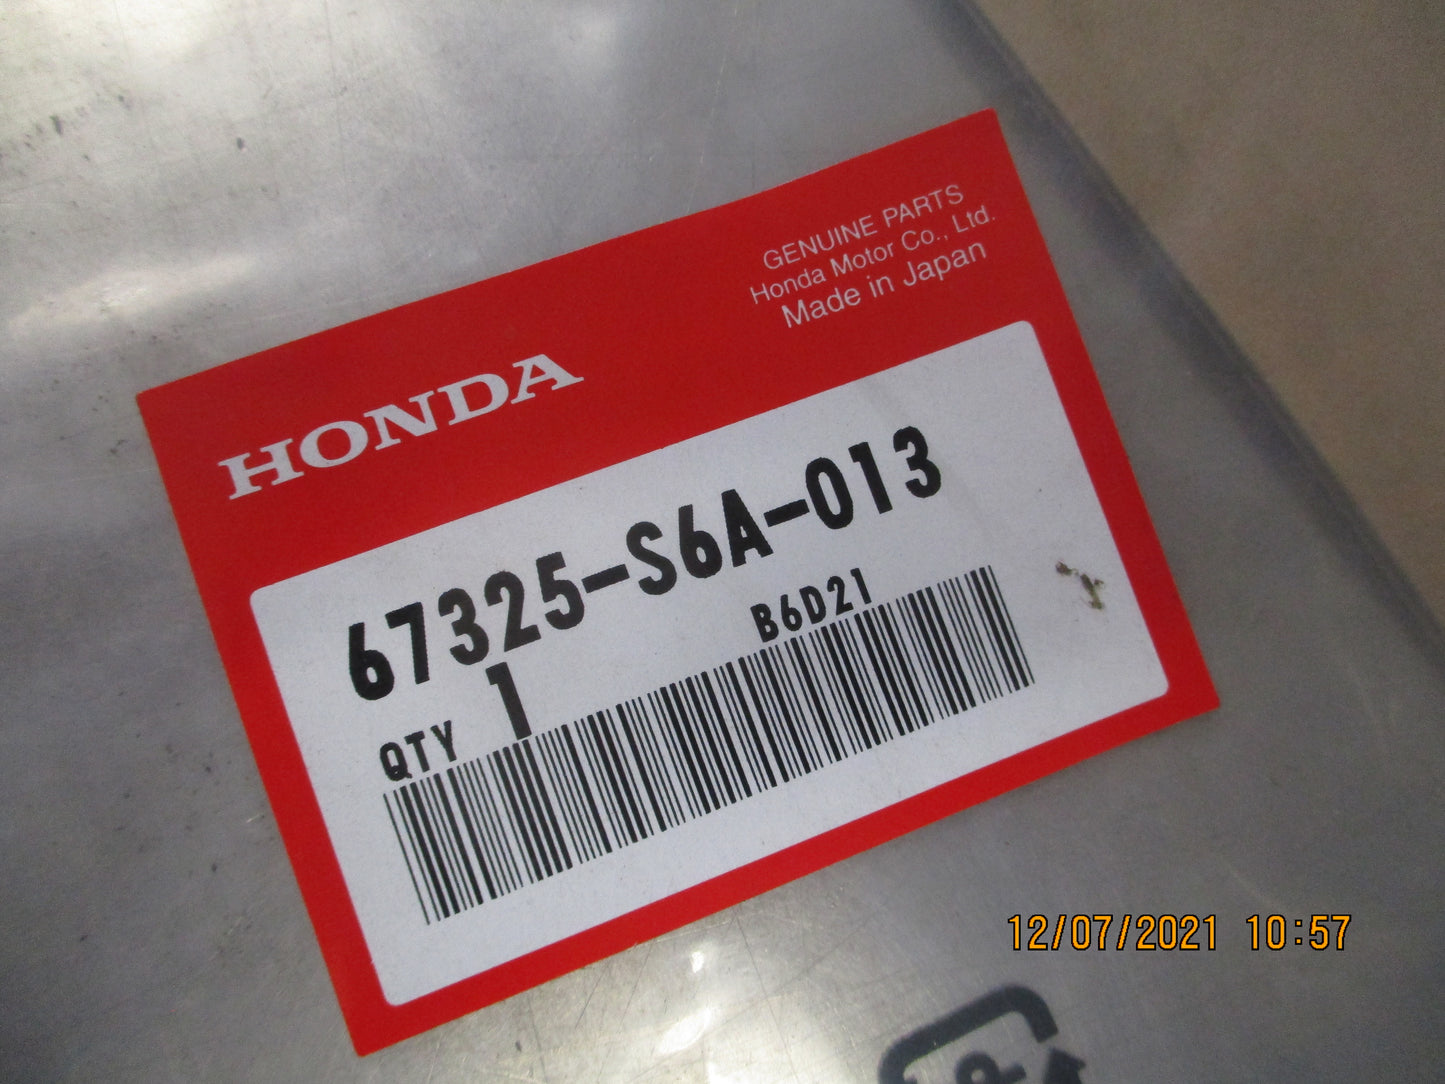 GENUINE PARTS
Honda Motor Co., Ltd.
Made in Japan
HONDA
67325-S6A-013
QTY 1 B6D21
12/07/2021 10:57
P